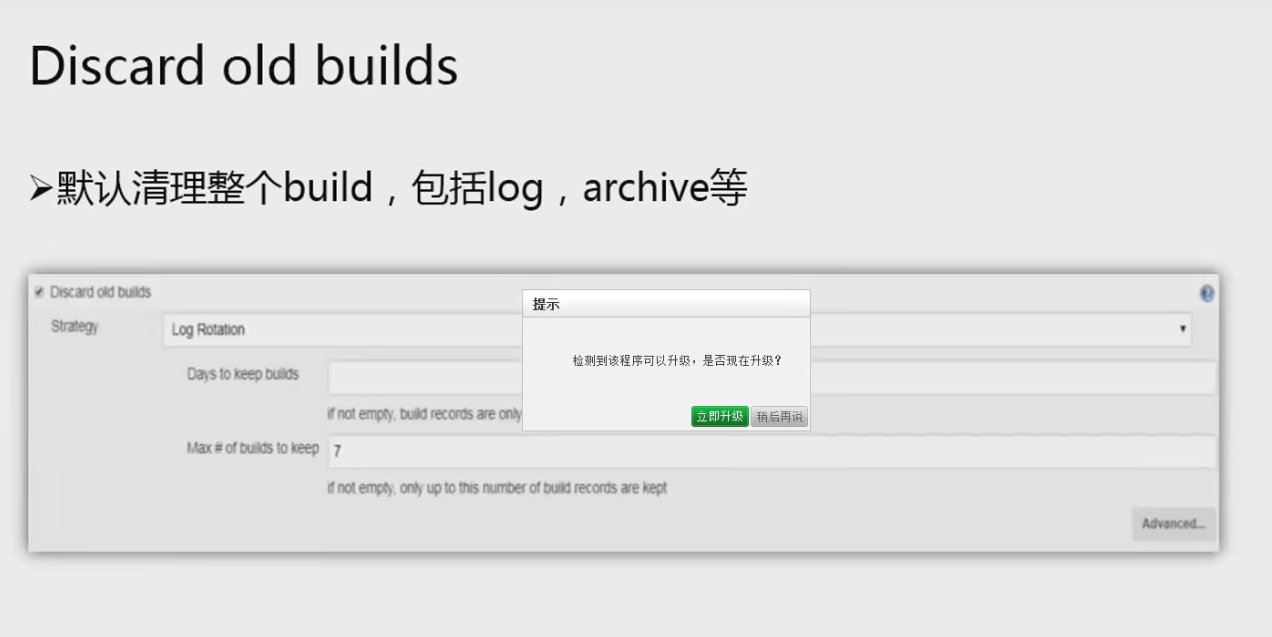 Discard old builds
➢默认清理整个build，包括log，archive等
Discard old builds
Strategy
Log Rotation
Days to keep builds
if not empty, build records are only
Max # of builds to keep
7
if not empty, only up to this number of build records are kept
Advanced...
提示
检测到该程序可以升级，是否现在升级？
立即升级
稍后再说